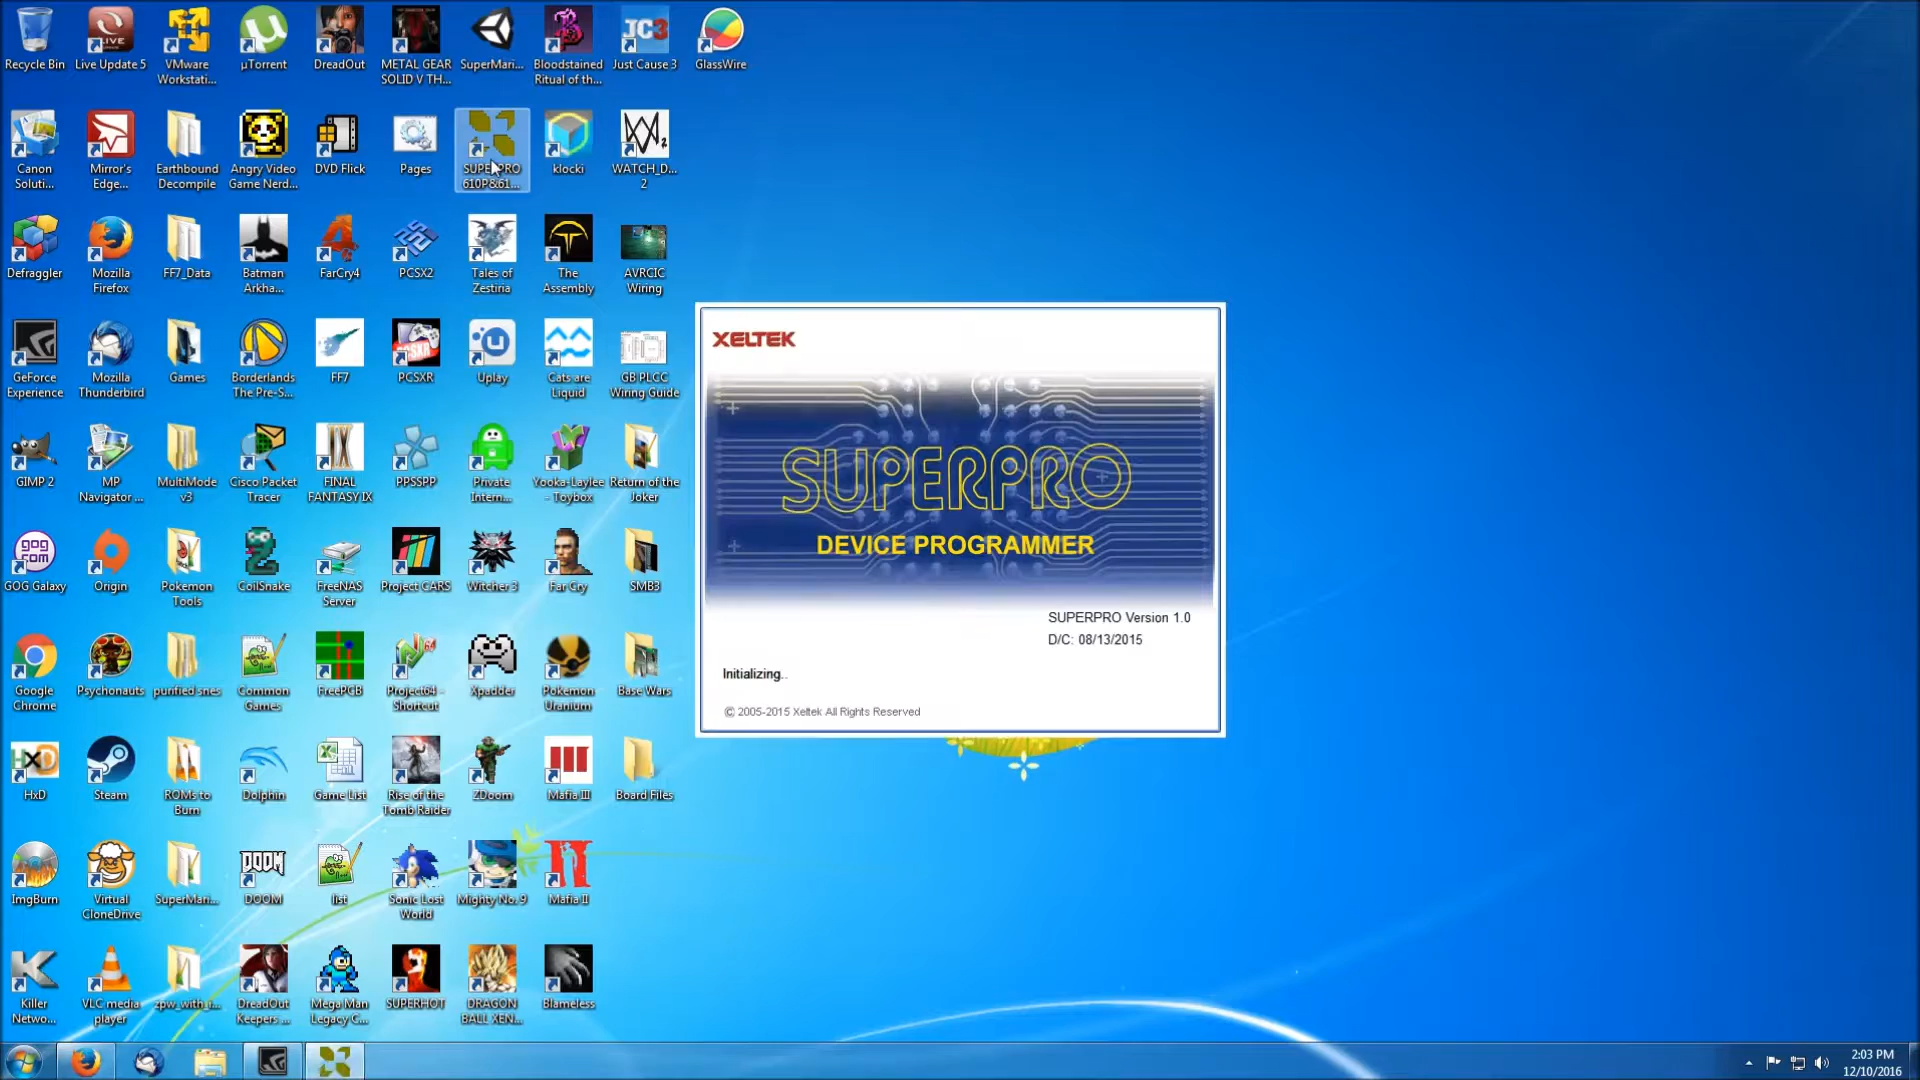 Recycle Bin
Live Update 5
VMware
Workstati...
µTorrent
DreadOut
METAL GEAR
SOLID V TH...
SuperMari...
Bloodstained
Ritual of th...
JC3
Just Cause 3
GlassWire
Canon
Soluti...
Mirror's
Edge...
Earthbound
Decompile
Angry Video
Game Nerd...
DVD Flick
Pages
SUPERPRO
610P&61...
klocki
WATCH_D...
2
Defraggler
Mozilla
Firefox
FF7_Data
Batman
Arkha...
FarCry4
PCSX2
Tales of
Zestiria
The
Assembly
AVRCIC
Wiring
GeForce
Experience
Mozilla
Thunderbird
Games
Borderlands
The Pre-S...
FF7
PCSXR
Uplay
Cats are
Liquid
GB PLCC
Wiring Guide
GIMP 2
MP
Navigator ...
MultiMode
v3
Cisco Packet
Tracer
FINAL
FANTASY IX
PPSSPP
Private
Intern...
Yooka-Laylee
- Toybox
Return of the
Joker
gog
com
GOG Galaxy
Origin
Pokemon
Tools
CoilSnake
FreeNAS
Server
Project CARS
Witcher 3
Far Cry
SMB3
Google
Chrome
Psychonauts
purified snes
Common
Games
FreePCB
Project64 -
Shortcut
Xpadder
Pokemon
Uranium
Base Wars
HxD
HxD
Steam
ROMs to
Burn
Dolphin
Game List
Rise of the
Tomb Raider
ZDoom
Mafia III
Board Files
ImgBurn
Virtual
CloneDrive
SuperMari...
DOOM
DOOM
list
Sonic Lost
World
Mighty No. 9
Mafia II
Killer
Netwo...
VLC media
player
zpw_with_r...
DreadOut
Keepers ...
Mega Man
Legacy C...
SUPERHOT
DRAGON
BALL XEN...
Blameless
XELTEK
SUPERPRO
DEVICE PROGRAMMER
SUPERPRO Version 1.0
D/C: 08/13/2015
Initializing..
© 2005-2015 Xeltek All Rights Reserved
2:03 PM
12/10/2016